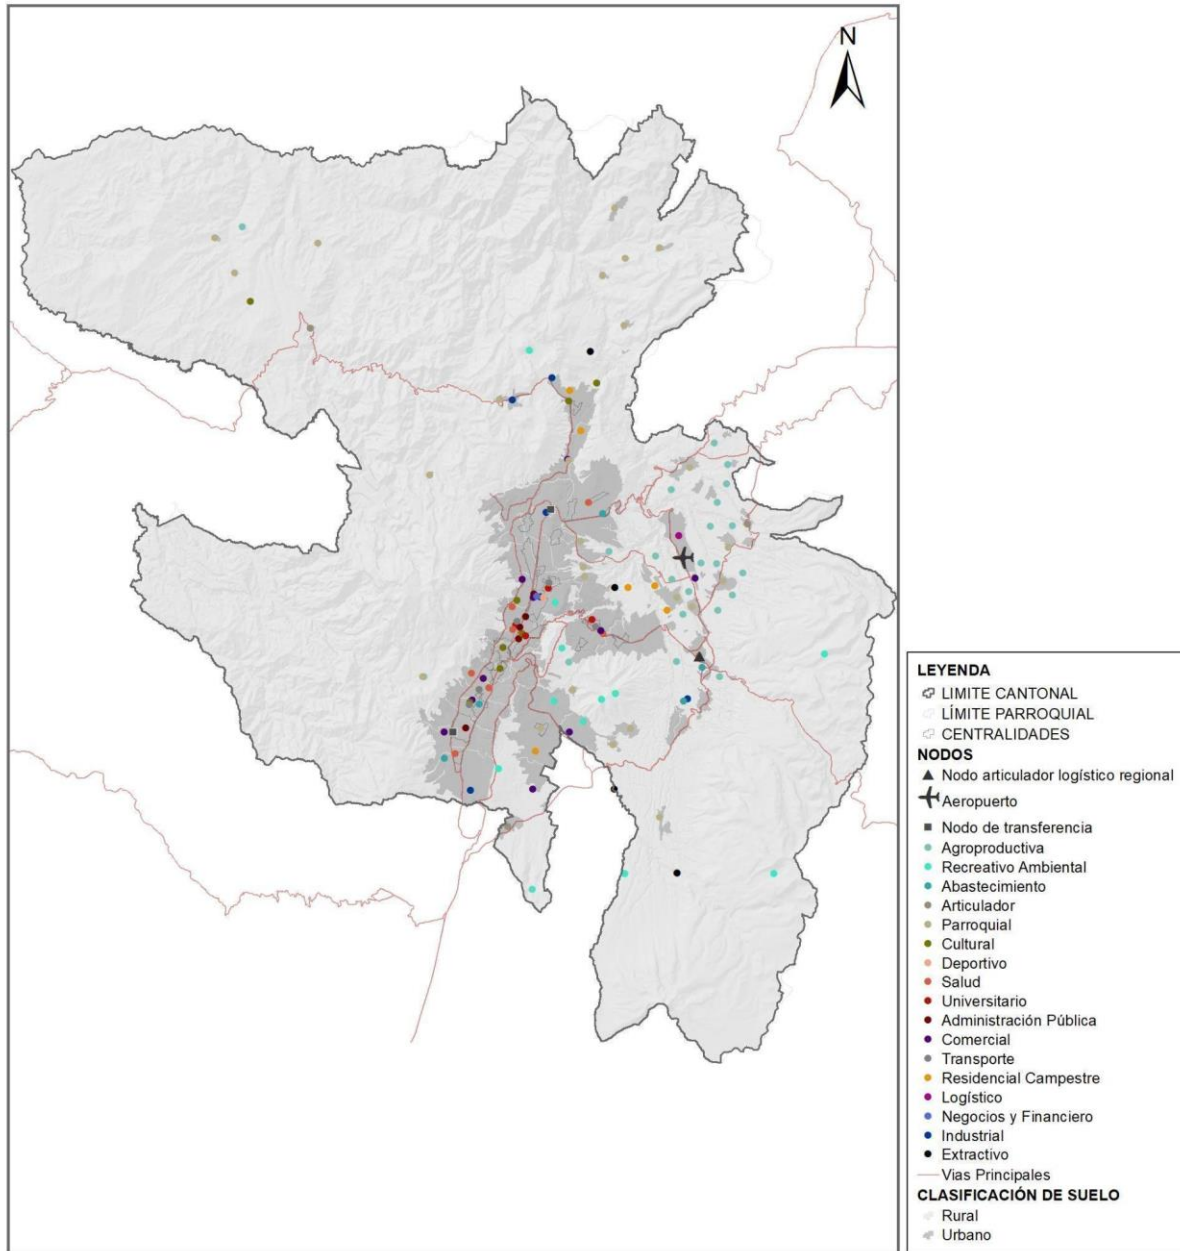 N
LEYENDA
LIMITE CANTONAL
LÍMITE PARROQUIAL
CENTRALIDADES
NODOS
Nodo articulador logístico regional
Aeropuerto
Nodo de transferencia
Agroproductiva
Recreativo Ambiental
Abastecimiento
Articulador
Parroquial
Cultural
Deportivo
Salud
Universitario
Administración Pública
Comercial
Transporte
Residencial Campestre
Logístico
Negocios y Financiero
Industrial
Extractivo
Vias Principales
CLASIFICACIÓN DE SUELO
Rural
Urbano